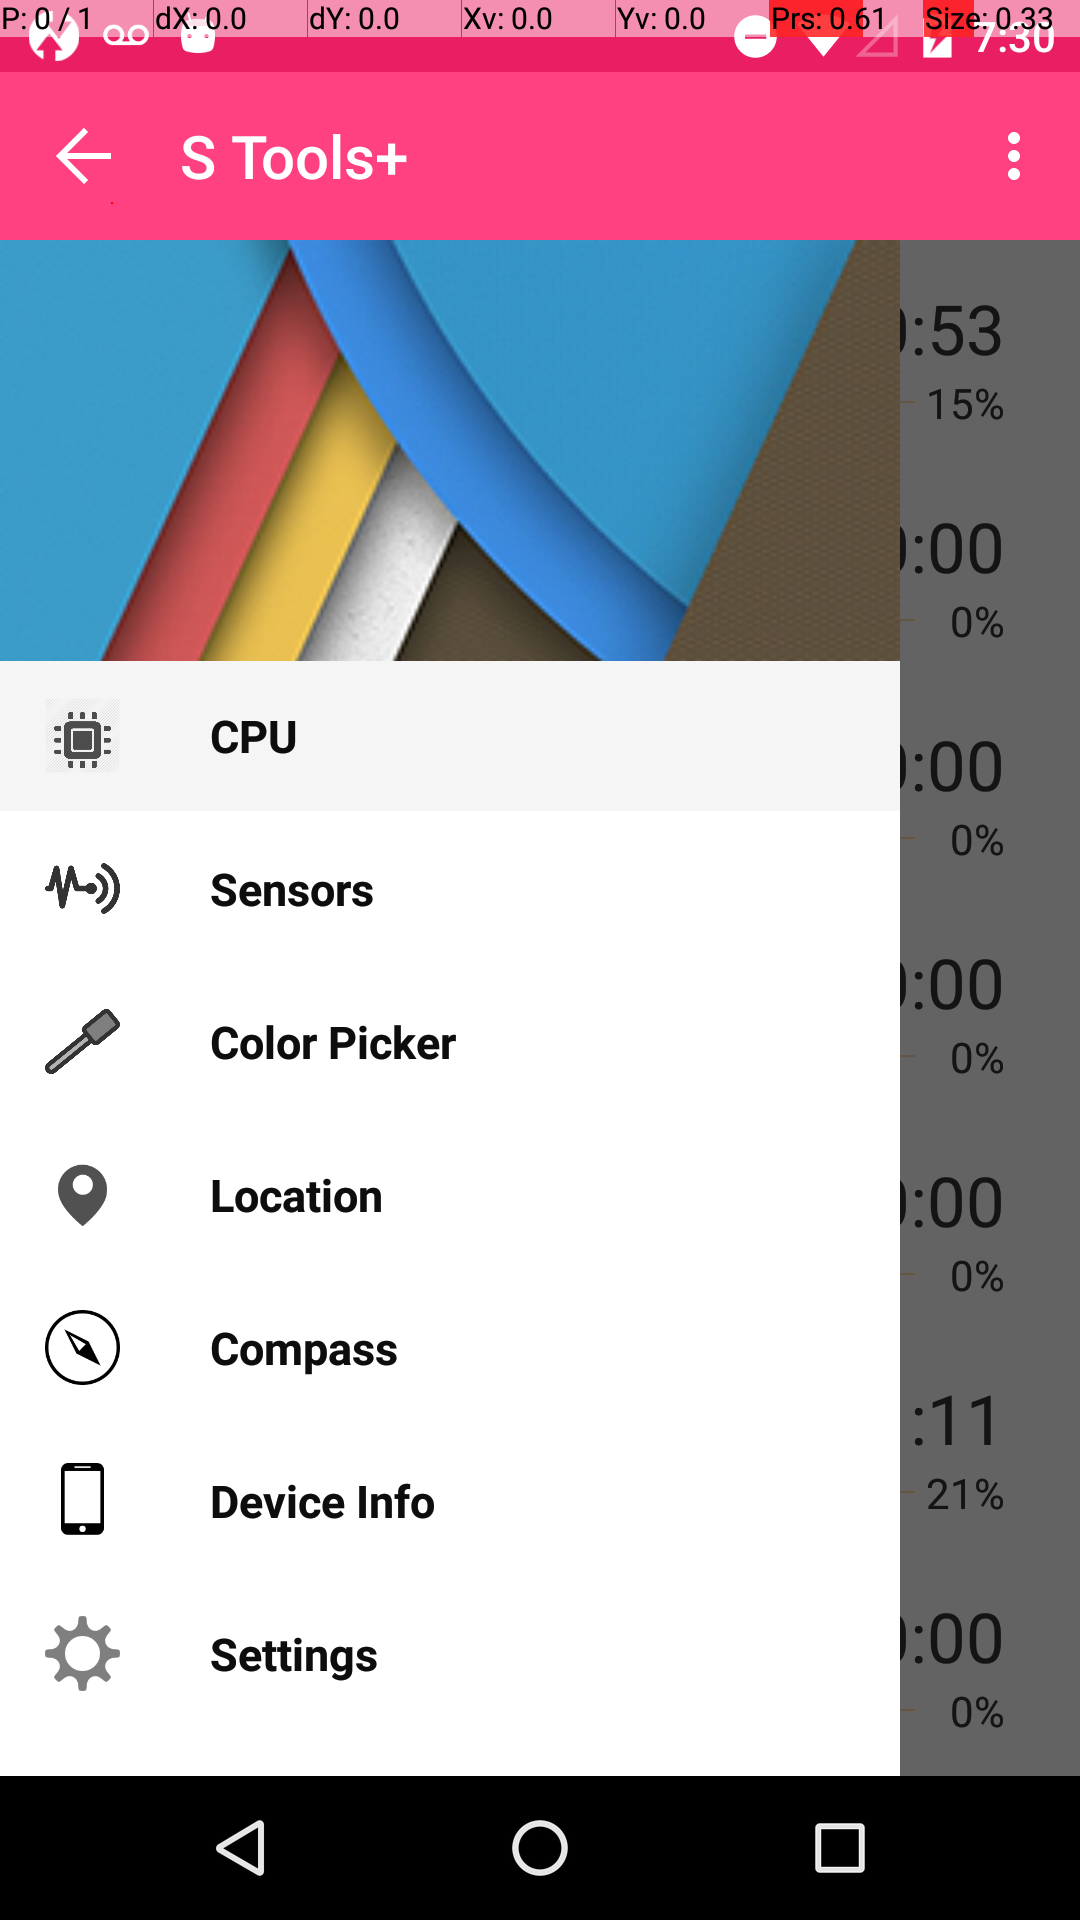 P: 0 / 1 dX: 0.0 dY: 0.0 Xv: 0.0 Yv: 0.0 Prs: 0.61 Size: 0.33
7:30
S Tools+
:53
15%
:00
0%
CPU
:00
0%
Sensors
:00
0%
Color Picker
Location
:00
0%
Compass
:11
21%
Device Info
:00
0%
Settings